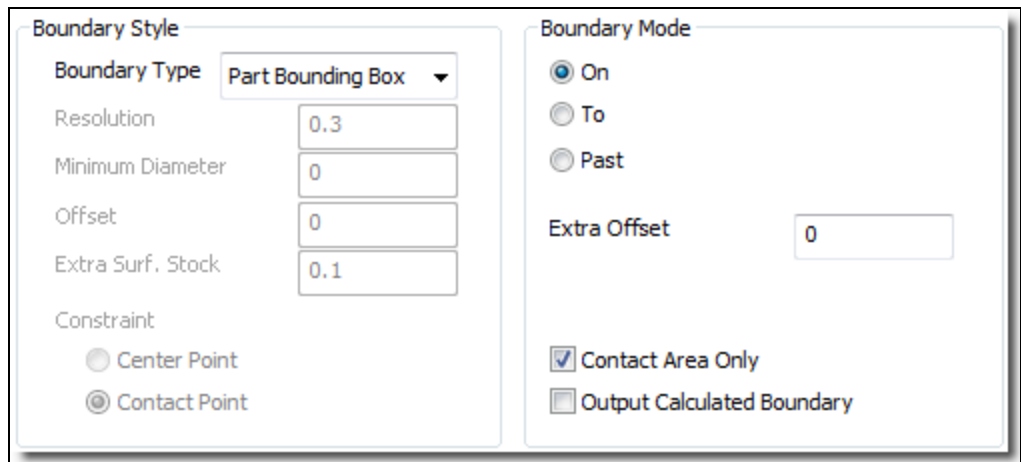 Boundary Style
Boundary Type Part Bounding Box
Resolution 0.3
Minimum Diameter 0
Offset 0
Extra Surf. Stock 0.1
Constraint
Center Point
Contact Point
Boundary Mode
On
To
Past
Extra Offset 0
Contact Area Only
Output Calculated Boundary